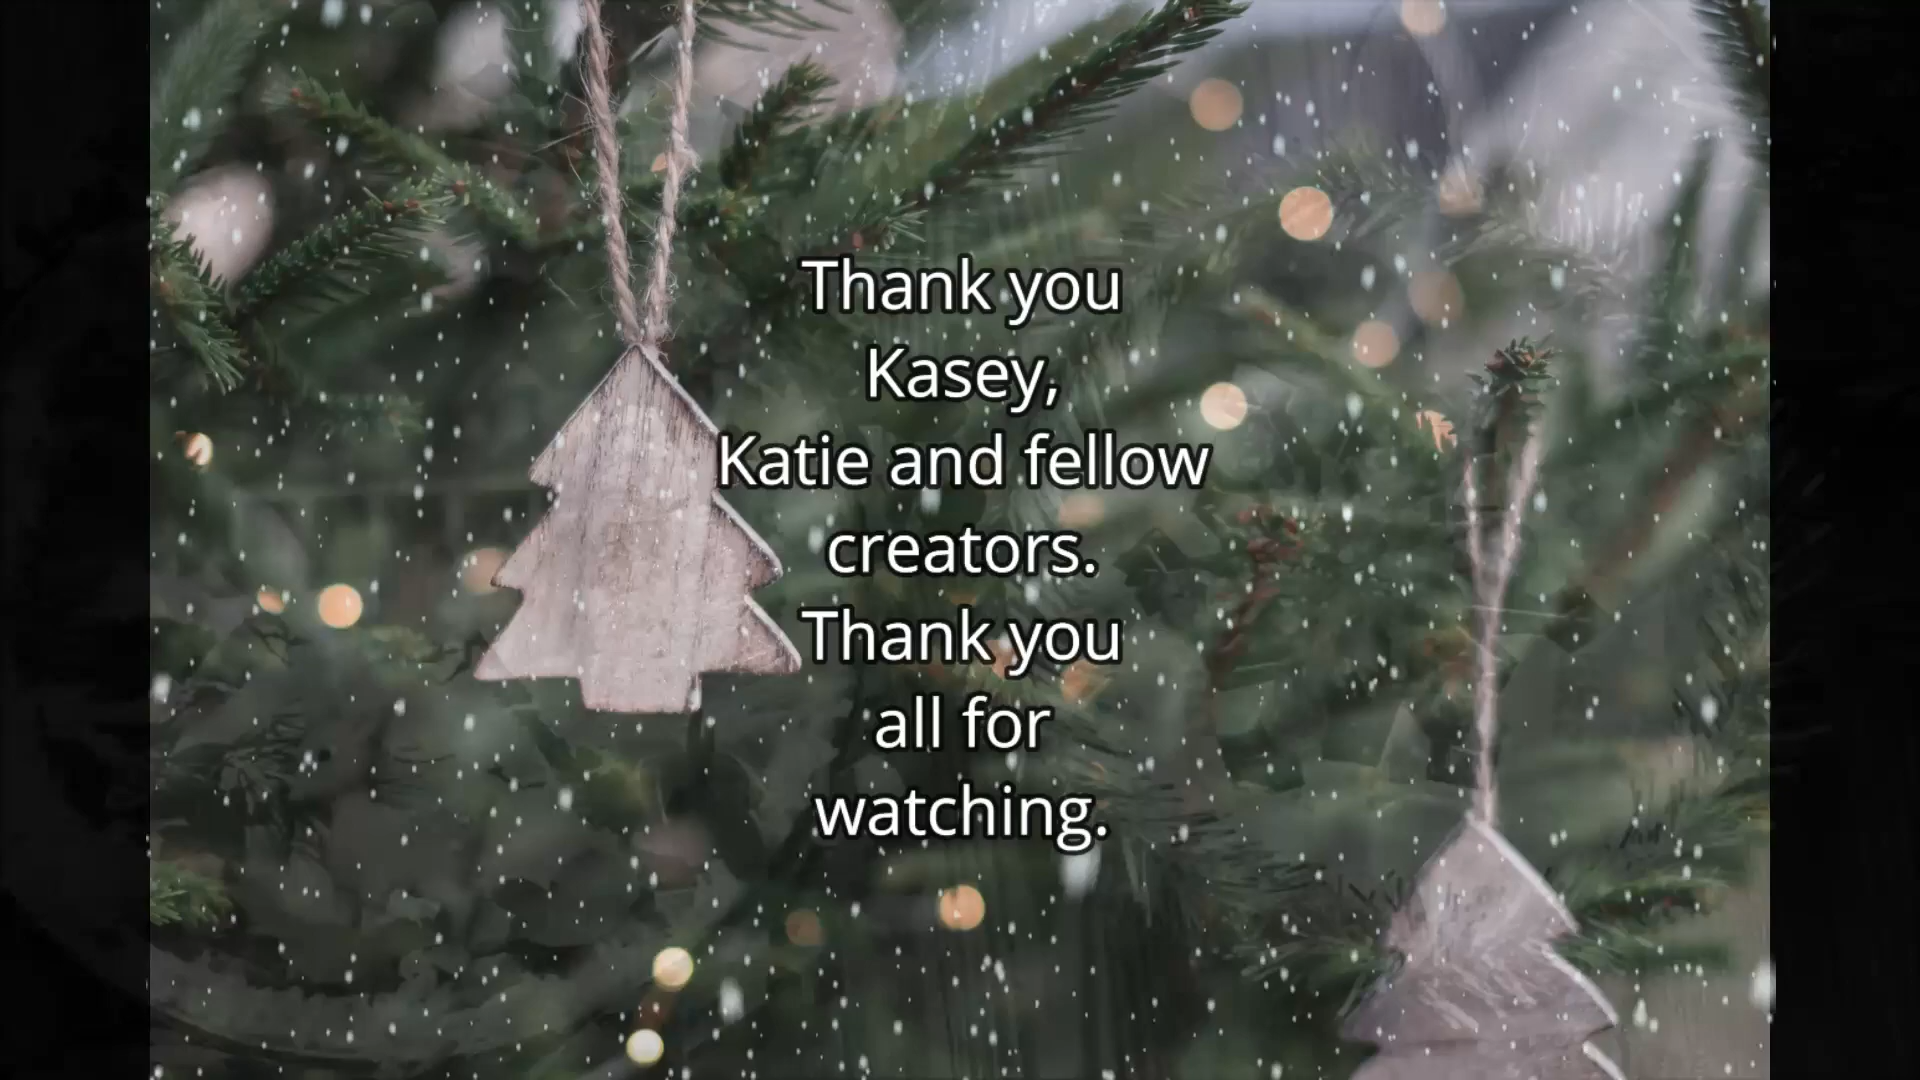 Thank you
Kasey,
Katie and fellow
creators.
Thank you
all for
watching.